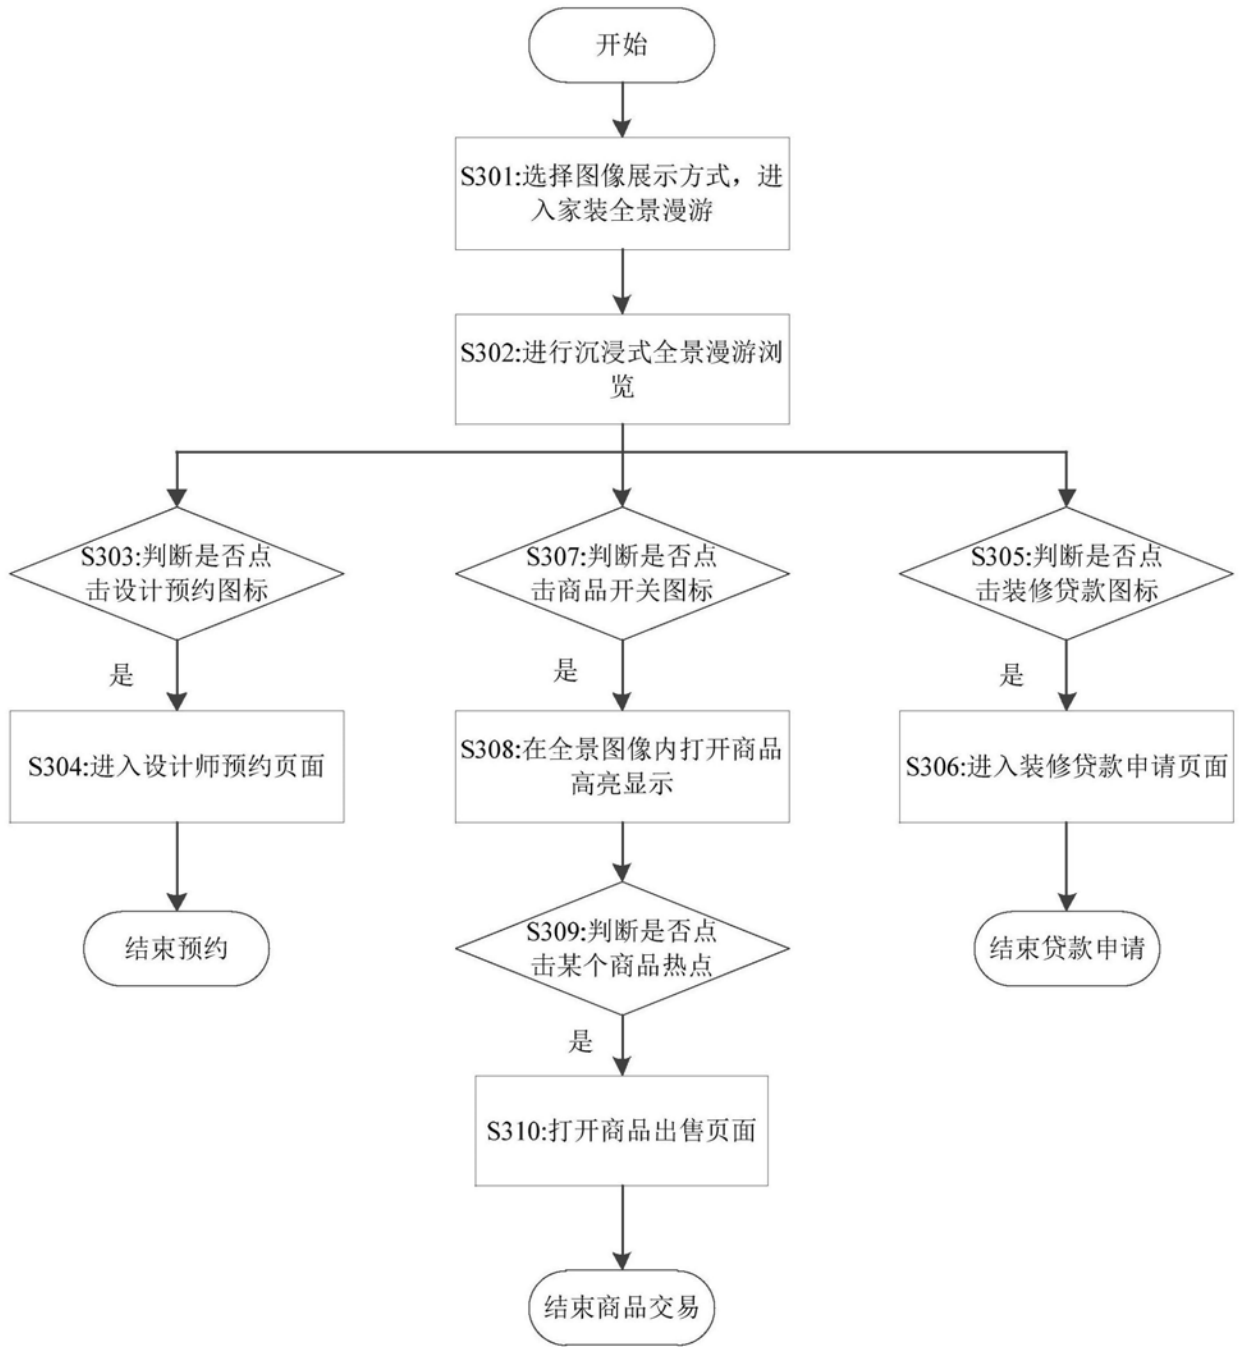 开始
S301:选择图像展示方式，进
入家装全景漫游
S302:进行沉浸式全景漫游浏
览
S303:判断是否点
击设计预约图标
S307:判断是否点
击商品开关图标
S305:判断是否点
击装修贷款图标
是
是
是
S304:进入设计师预约页面
S308:在全景图像内打开商品
高亮显示
S306:进入装修贷款申请页面
结束预约
S309:判断是否点
击某个商品热点
结束贷款申请
是
S310:打开商品出售页面
结束商品交易